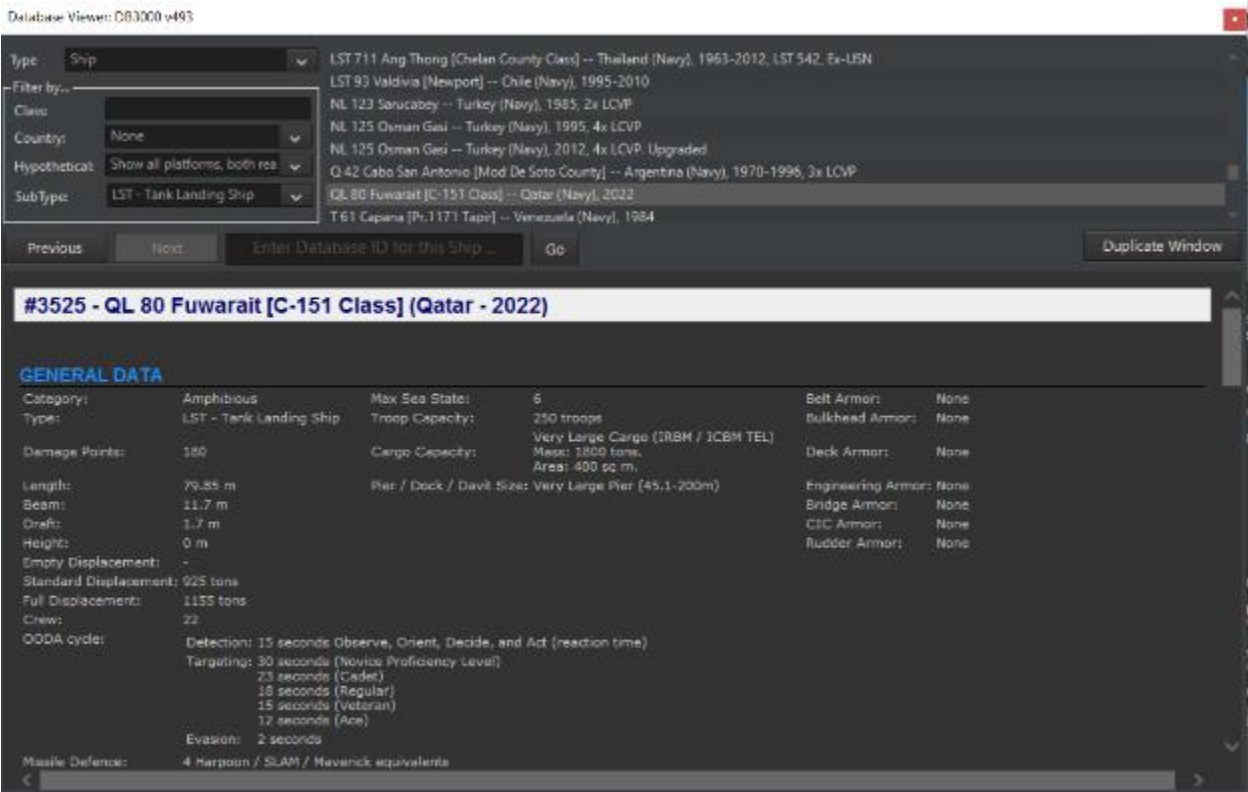 Database Viewer: DB3000 v493
Type Ship
Filter by...
Class:
Country: None
Hypothetical: Show all platforms, both rea
SubType: LST - Tank Landing Ship
LST 711 Ang Thong [Chelan County Class] -- Thailand (Navy), 1963-2012, LST 542, Ex-USN
LST 93 Valdivia [Newport] -- Chile (Navy), 1995-2010
NL 123 Sarucabey -- Turkey (Navy), 1985, 2x LCVP
NL 125 Osman Gasi -- Turkey (Navy), 1995, 4x LCVP
NL 125 Osman Gasi -- Turkey (Navy), 2012, 4x LCVP. Upgraded
Q 42 Cabo San Antonio [Mod De Soto County] -- Argentina (Navy), 1970-1996, 3x LCVP
QL 80 Fuwarait [C-151 Class] -- Qatar (Navy), 2022
T 61 Capana [Pr.1171 Tapir] -- Venezuela (Navy), 1984
Previous Next Enter Database ID for this Ship ... Go Duplicate Window
#3525 - QL 80 Fuwarait [C-151 Class] (Qatar - 2022)
GENERAL DATA
Category: Amphibious Max Sea State: 6 Belt Armor: None
Type: LST - Tank Landing Ship Troop Capacity: 250 troops Bulkhead Armor: None
Damage Points: 180 Cargo Capacity: Very Large Cargo (IRBM / ICBM TEL) Deck Armor: None
Mass: 1800 tons.
Area: 400 sq m.
Length: 79.85 m Pier / Dock / Davit Size: Very Large Pier (45.1-200m) Engineering Armor: None
Beam: 11.7 m Bridge Armor: None
Draft: 1.7 m CIC Armor: None
Height: 0 m Rudder Armor: None
Empty Displacement: -
Standard Displacement: 925 tons
Full Displacement: 1155 tons
Crew: 22
OODA cycle: Detection: 15 seconds Observe, Orient, Decide, and Act (reaction time)
Targeting: 30 seconds (Novice Proficiency Level)
23 seconds (Cadet)
18 seconds (Regular)
15 seconds (Veteran)
12 seconds (Ace)
Evasion: 2 seconds
Missile Defence: 4 Harpoon / SLAM / Maverick equivalents